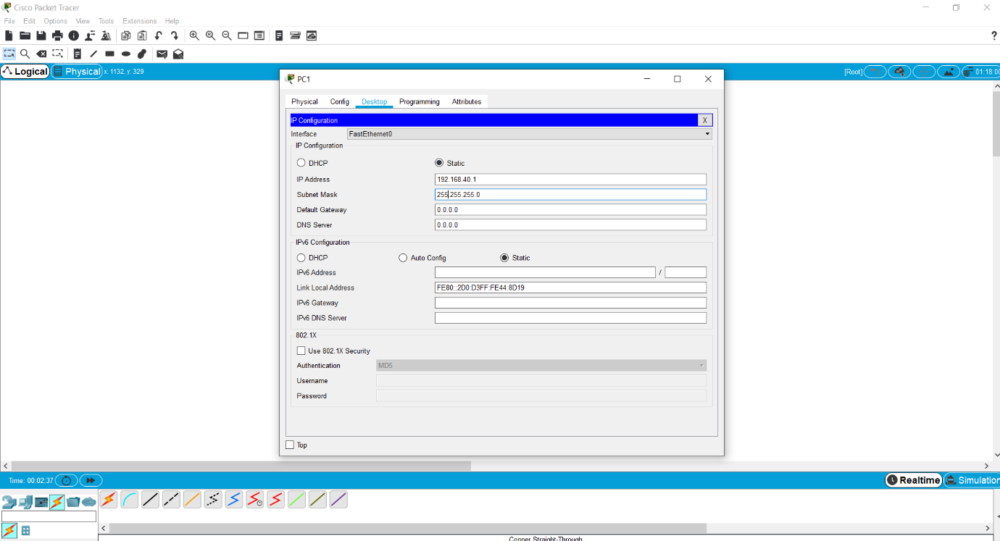 Cisco Packet Tracer
File Edit Options View Tools Extensions Help
?
Logical Physical x: 1132, y: 329 [Root] 01:18:00
PC1
Physical Config Desktop Programming Attributes
IP Configuration X
Interface FastEthernet0
IP Configuration
DHCP Static
IP Address 192.168.40.1
Subnet Mask 255.255.255.0
Default Gateway 0.0.0.0
DNS Server 0.0.0.0
IPv6 Configuration
DHCP Auto Config Static
IPv6 Address /
Link Local Address FE80::2D0:D3FF:FE44:8D19
IPv6 Gateway
IPv6 DNS Server
802.1X
Use 802.1X Security
Authentication MD5
Username
Password
Top
Time: 00:02:37 Realtime Simulation
Copper Straight-Through